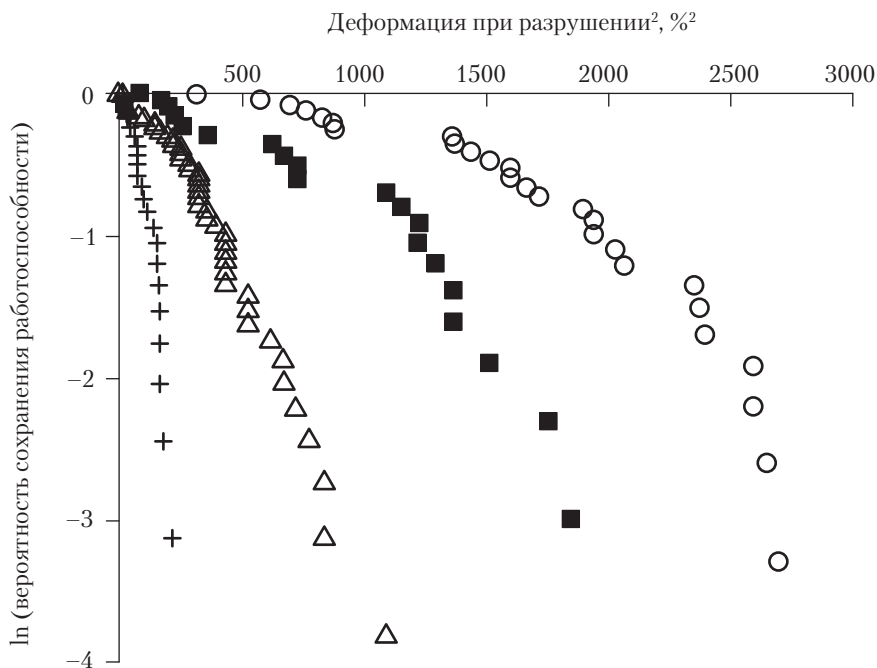 Деформация при разрушении², %²
0 500 1000 1500 2000 2500 3000
−1
−2
−3
−4
ln (вероятность сохранения работоспособности)